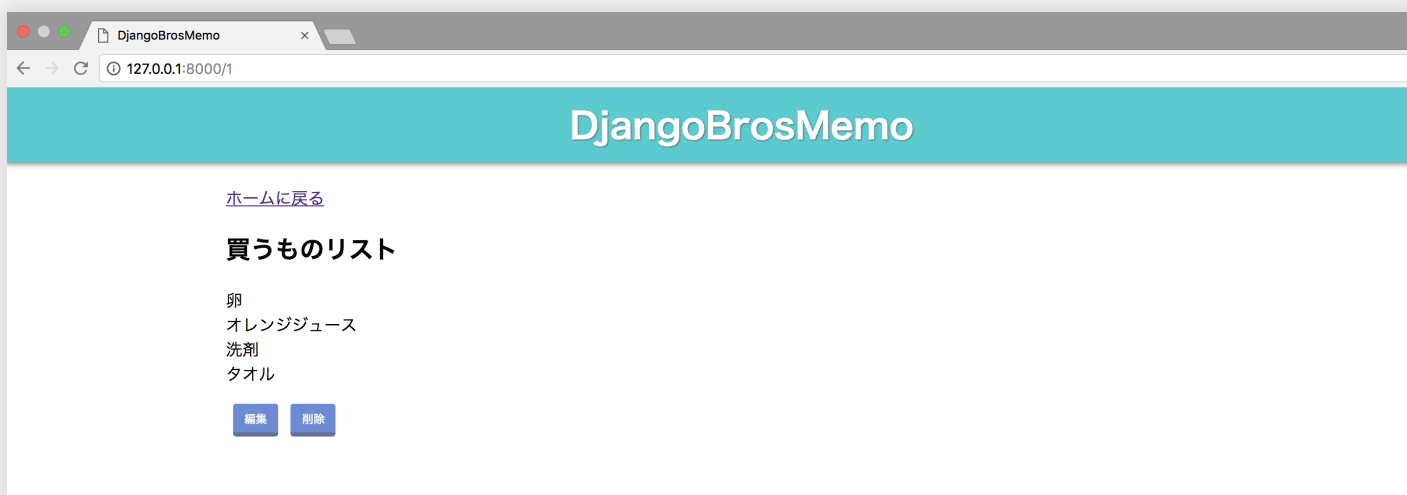 DjangoBrosMemo
127.0.0.1:8000/1
DjangoBrosMemo
ホームに戻る
買うものリスト
卵
オレンジジュース
洗剤
タオル
編集 削除